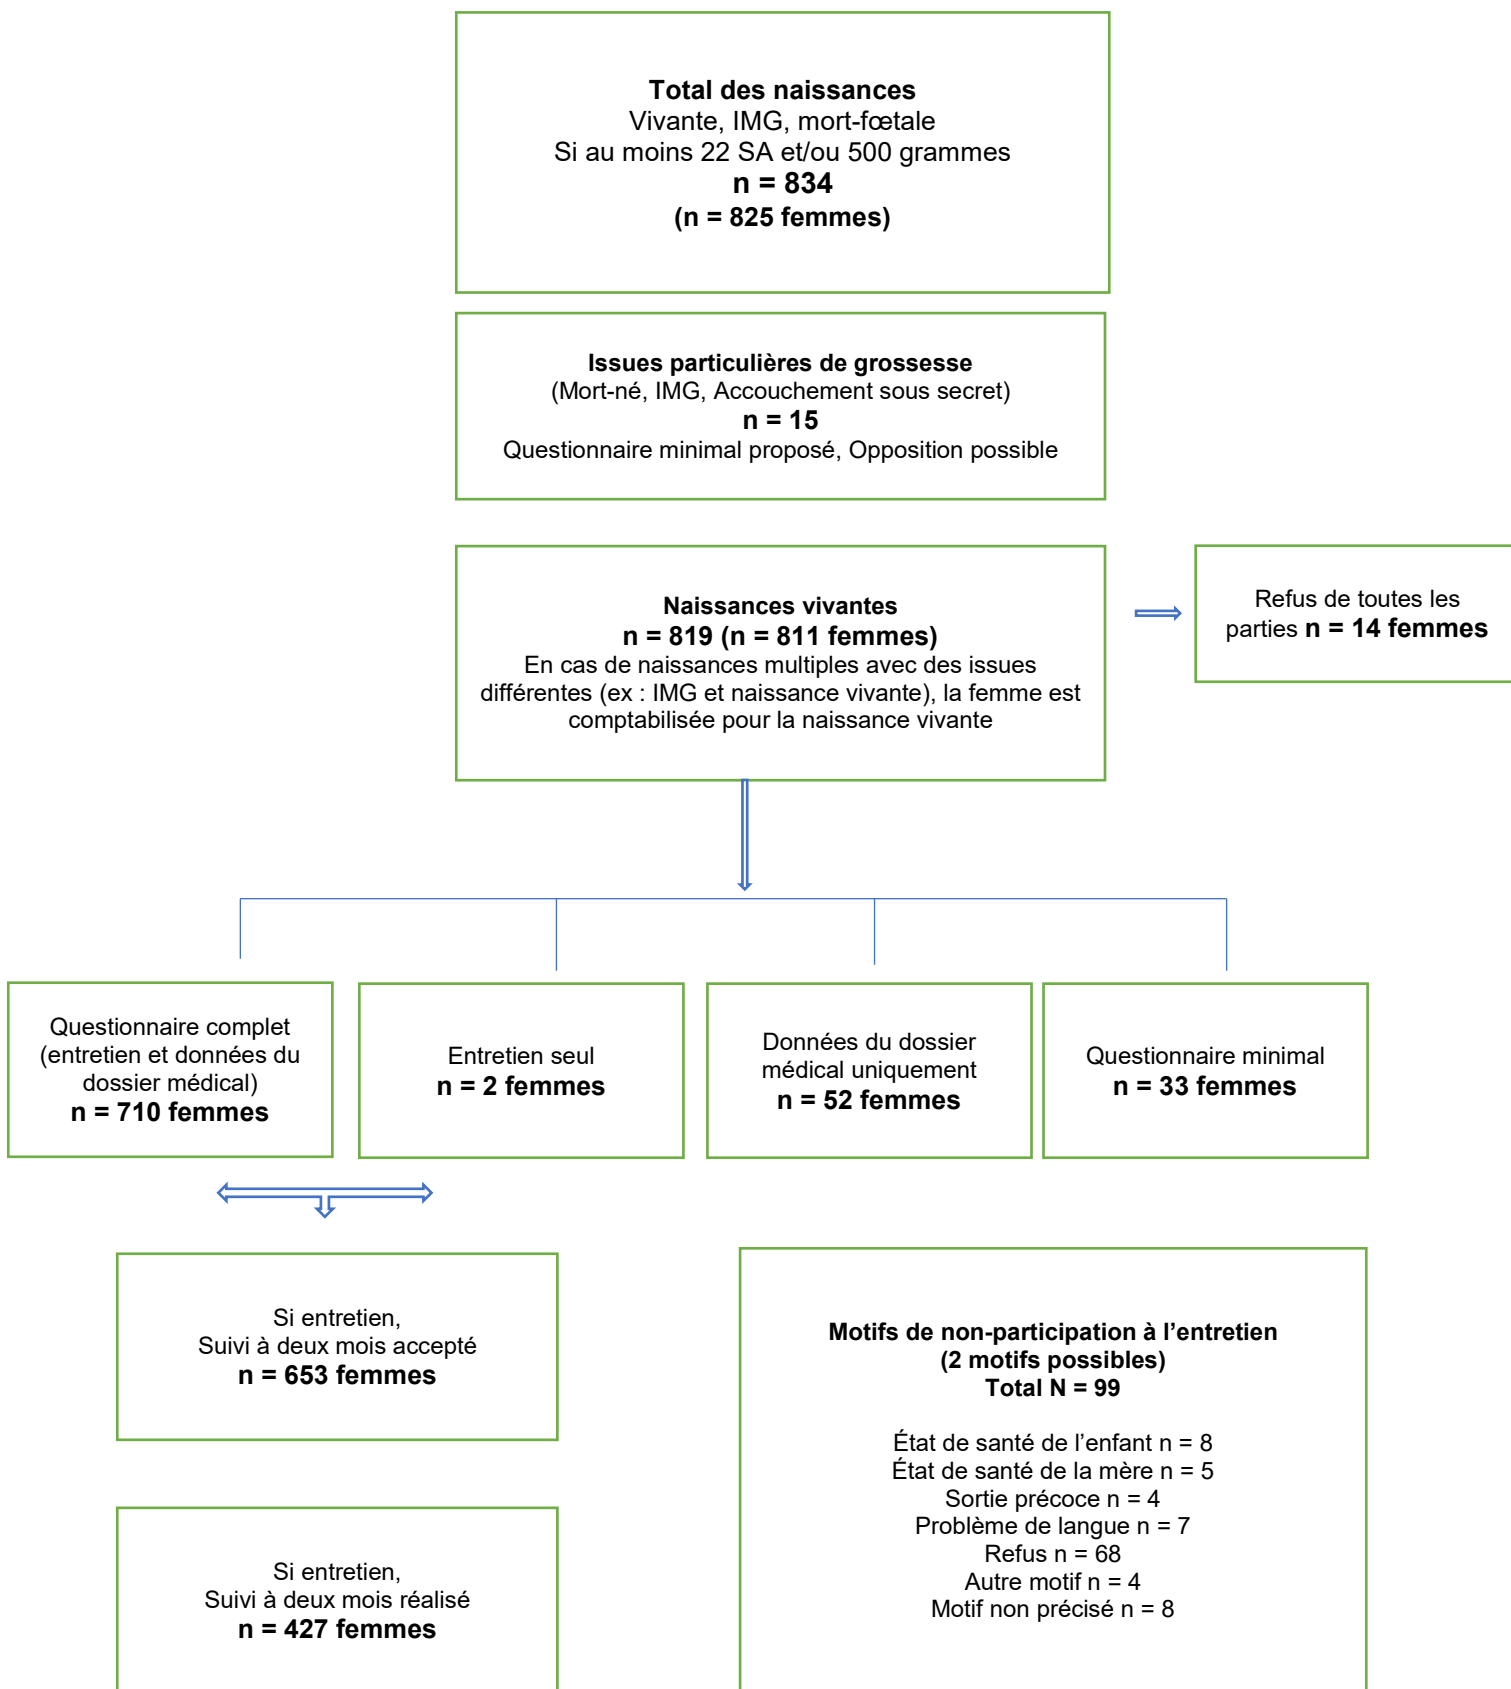 Total des naissances
Vivante, IMG, mort-fœtale
Si au moins 22 SA et/ou 500 grammes
n = 834
(n = 825 femmes)
Issues particulières de grossesse
(Mort-né, IMG, Accouchement sous secret)
n = 15
Questionnaire minimal proposé, Opposition possible
Naissances vivantes
n = 819 (n = 811 femmes)
En cas de naissances multiples avec des issues
différentes (ex : IMG et naissance vivante), la femme est
comptabilisée pour la naissance vivante
Refus de toutes les
parties n = 14 femmes
Questionnaire complet
(entretien et données du
dossier médical)
n = 710 femmes
Entretien seul
n = 2 femmes
Données du dossier
médical uniquement
n = 52 femmes
Questionnaire minimal
n = 33 femmes
Si entretien,
Suivi à deux mois accepté
n = 653 femmes
Si entretien,
Suivi à deux mois réalisé
n = 427 femmes
Motifs de non-participation à l’entretien
(2 motifs possibles)
Total N = 99
État de santé de l’enfant n = 8
État de santé de la mère n = 5
Sortie précoce n = 4
Problème de langue n = 7
Refus n = 68
Autre motif n = 4
Motif non précisé n = 8